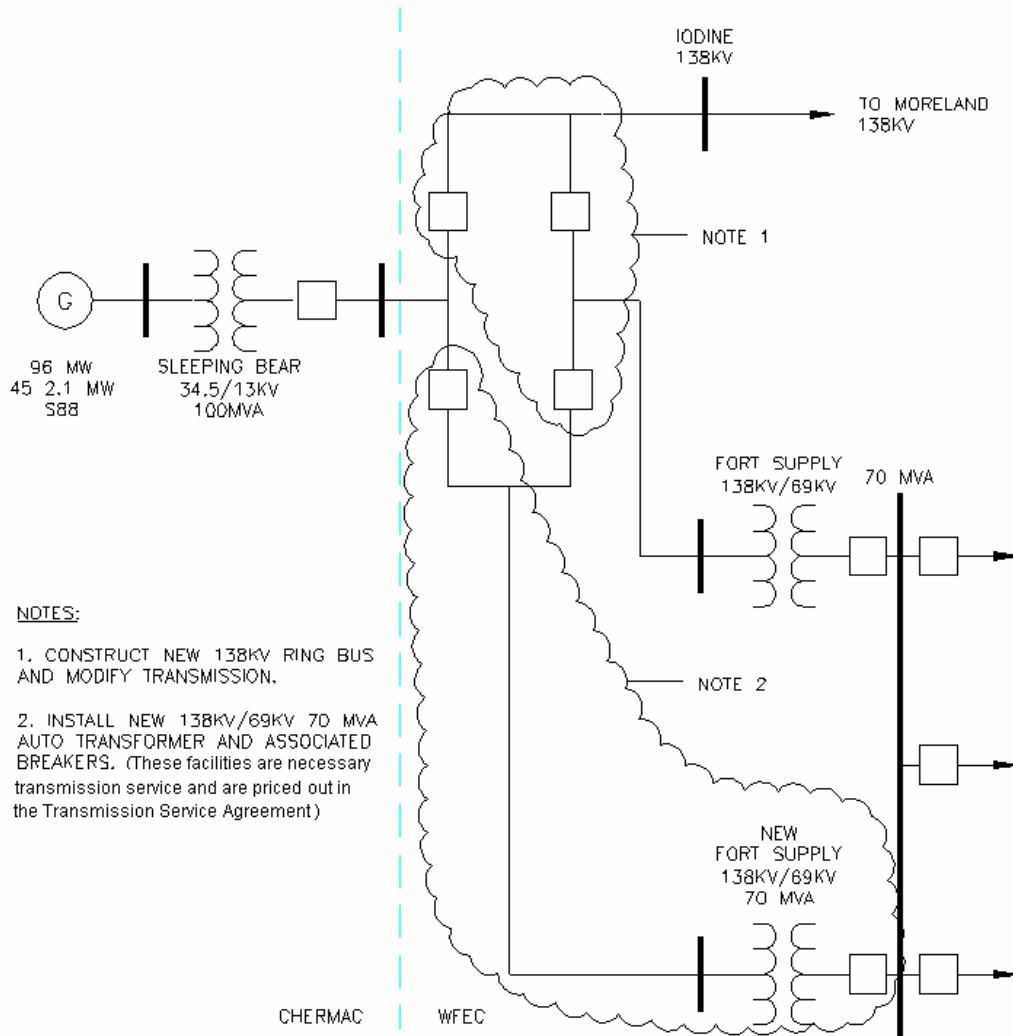 IODINE
138KV
TO MORELAND
138KV
NOTE 1
G
96 MW
45 2.1 MW
S88
SLEEPING BEAR
34.5/13KV
100MVA
FORT SUPPLY
138KV/69KV
70 MVA
NOTES:
1. CONSTRUCT NEW 138KV RING BUS
AND MODIFY TRANSMISSION.
2. INSTALL NEW 138KV/69KV 70 MVA
AUTO TRANSFORMER AND ASSOCIATED
BREAKERS. (These facilities are necessary
transmission service and are priced out in
the Transmission Service Agreement)
NOTE 2
NEW
FORT SUPPLY
138KV/69KV
70 MVA
CHERMAC
WFEC